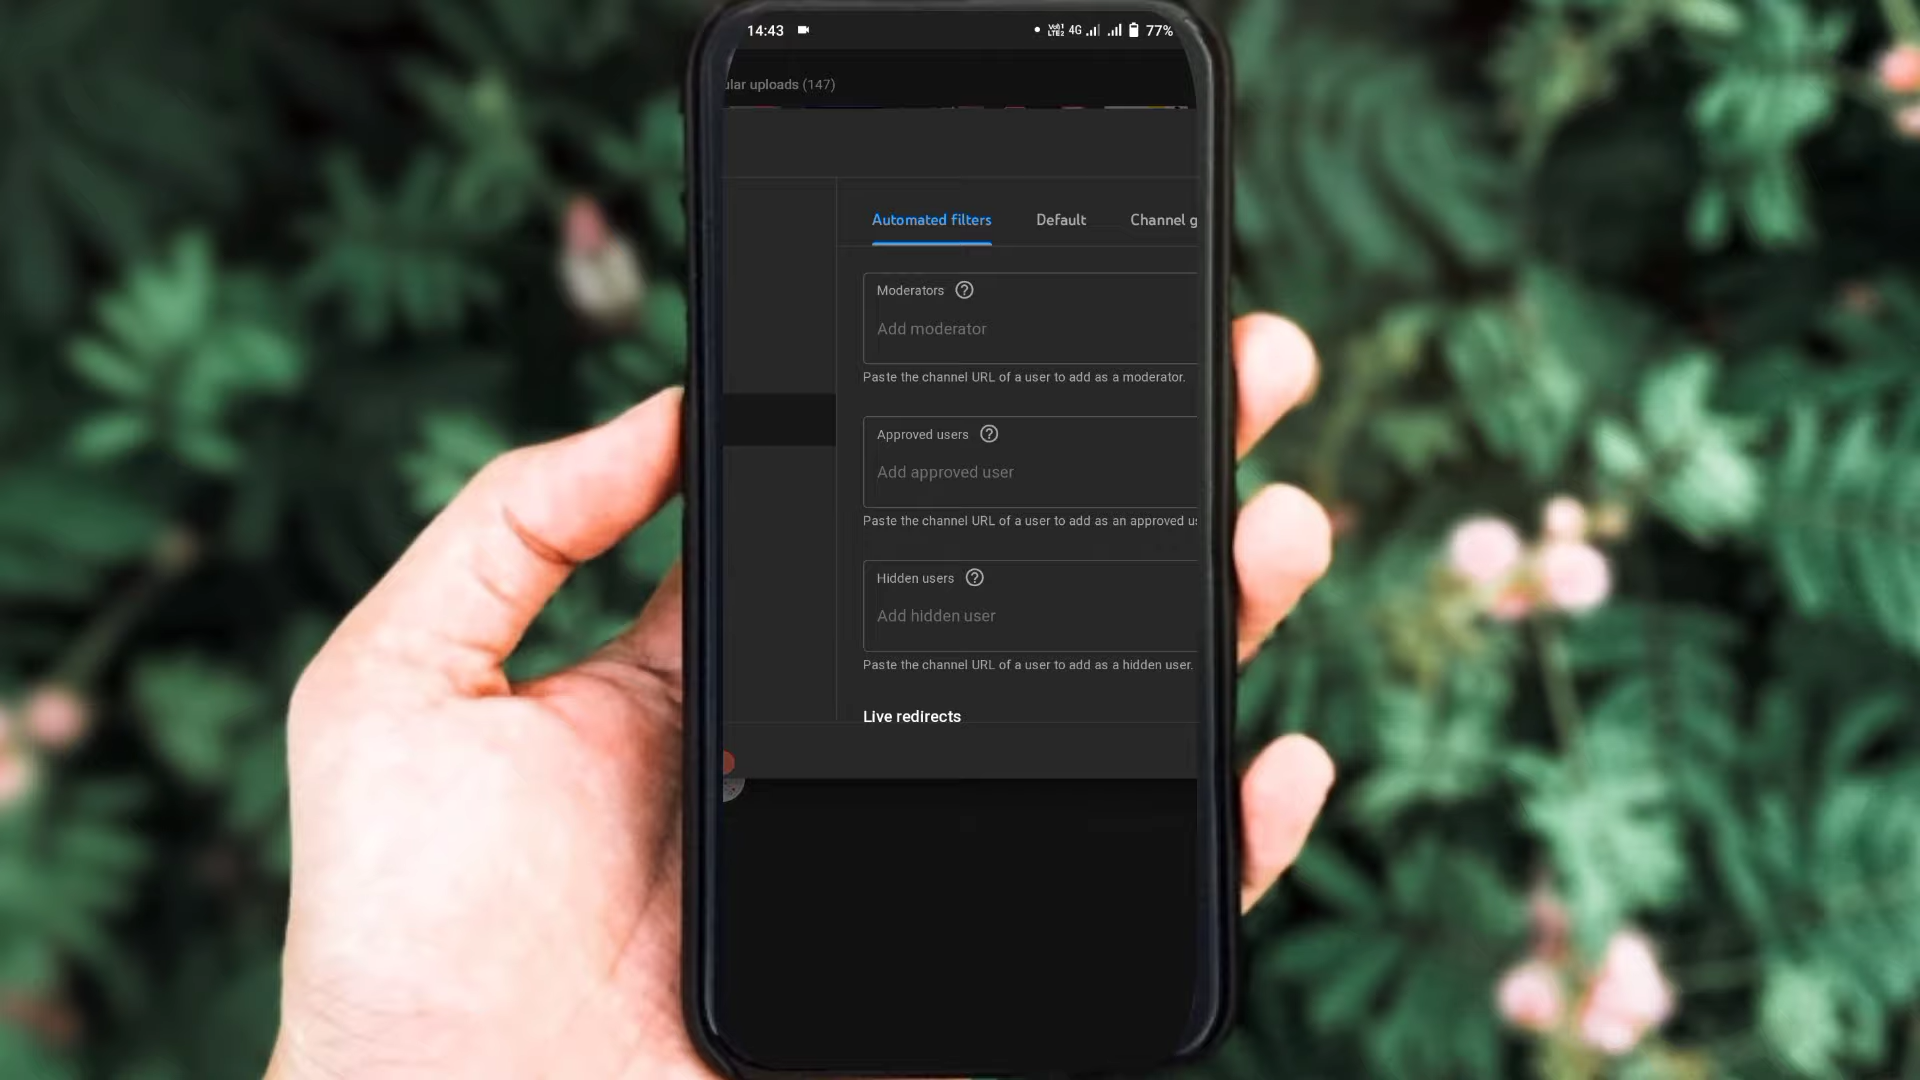 14:43 4G 77%
ular uploads (147)
Automated filters Default Channel g
Moderators
Add moderator
Paste the channel URL of a user to add as a moderator.
Approved users
Add approved user
Paste the channel URL of a user to add as an approved us
Hidden users
Add hidden user
Paste the channel URL of a user to add as a hidden user.
Live redirects